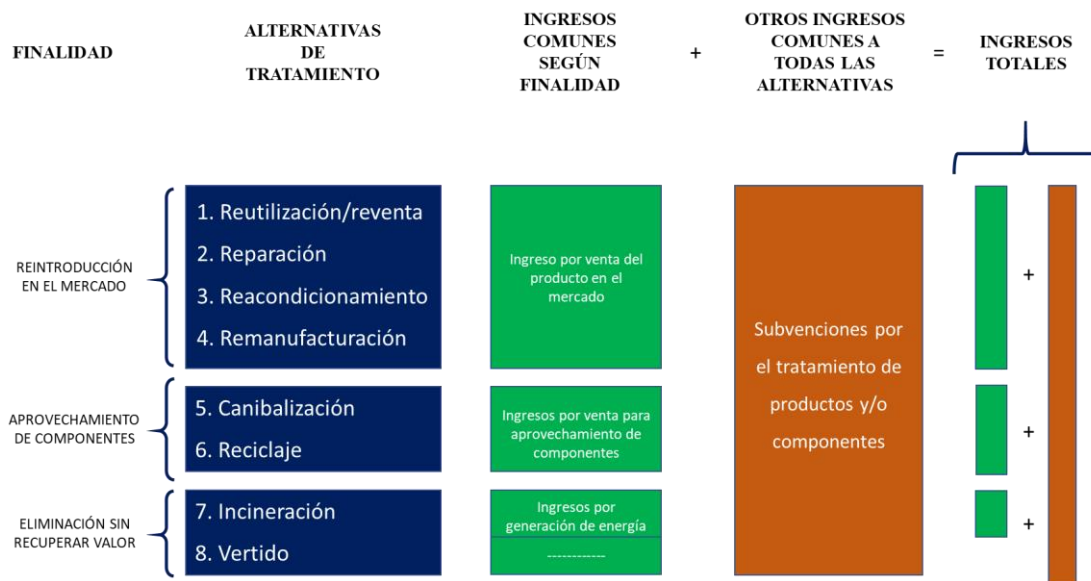 FINALIDAD
ALTERNATIVAS
DE
TRATAMIENTO
INGRESOS
COMUNES
SEGÚN
FINALIDAD
+
OTROS INGRESOS
COMUNES A
TODAS LAS
ALTERNATIVAS
=
INGRESOS
TOTALES
REINTRODUCCIÓN
EN EL MERCADO
1. Reutilización/reventa
2. Reparación
3. Reacondicionamiento
4. Remanufacturación
Ingreso por venta del
producto en el
mercado
Subvenciones por
el tratamiento de
productos y/o
componentes
+
APROVECHAMIENTO
DE COMPONENTES
5. Canibalización
6. Reciclaje
Ingresos por venta para
aprovechamiento de
componentes
+
ELIMINACIÓN SIN
RECUPERAR VALOR
7. Incineración
8. Vertido
Ingresos por
generación de energía
------------
+